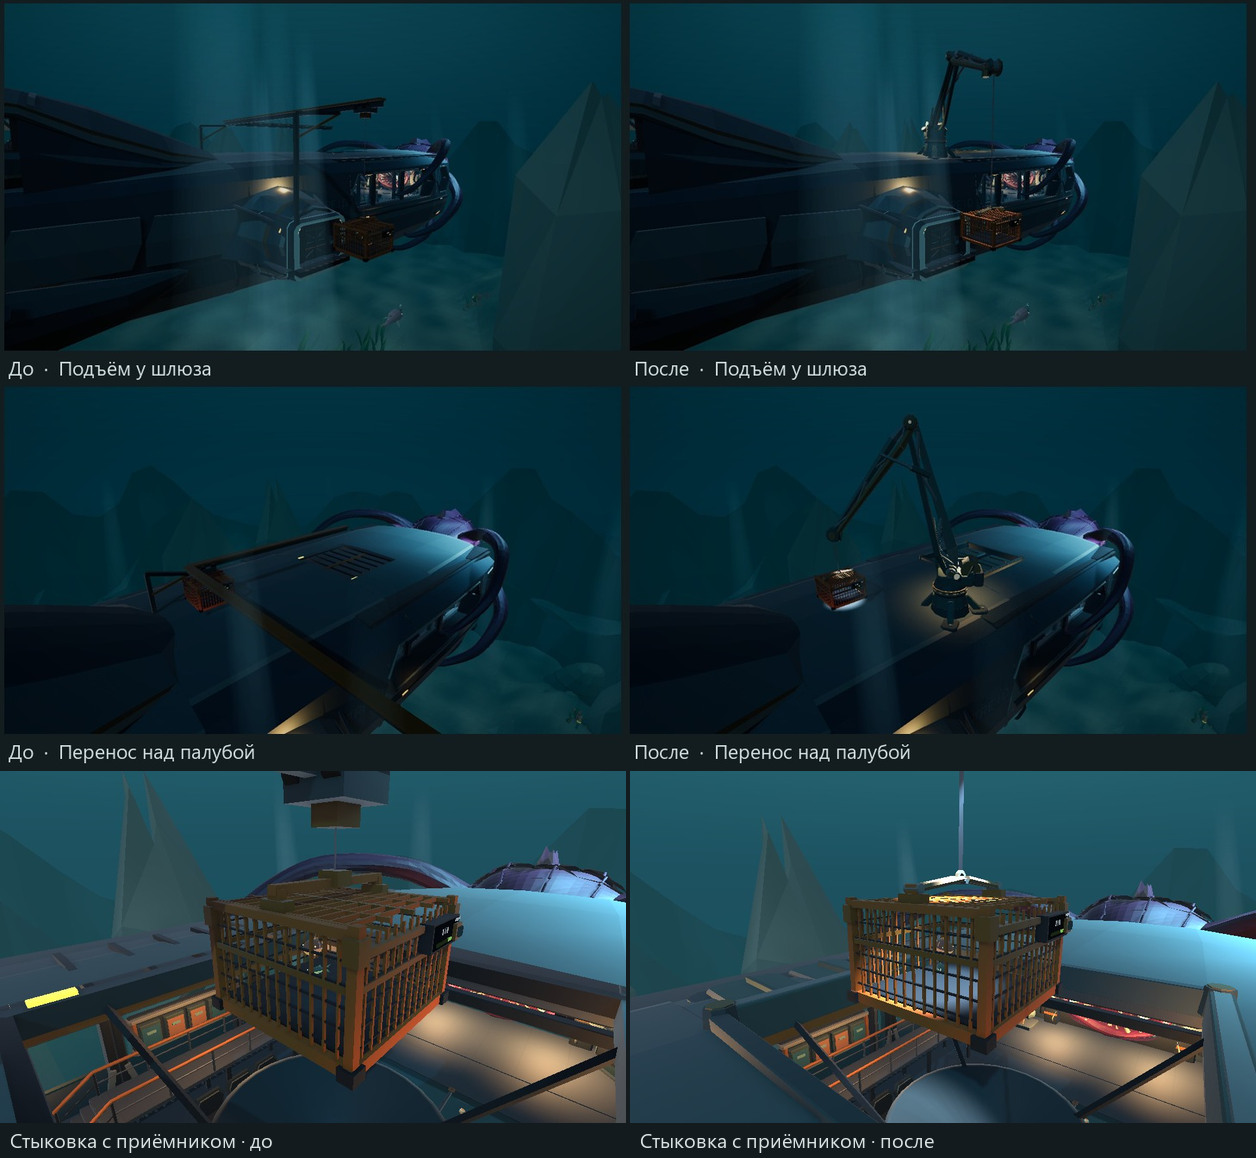 До · Подъём у шлюза
После · Подъём у шлюза
До · Перенос над палубой
После · Перенос над палубой
Стыковка с приёмником · до
Стыковка с приёмником · после